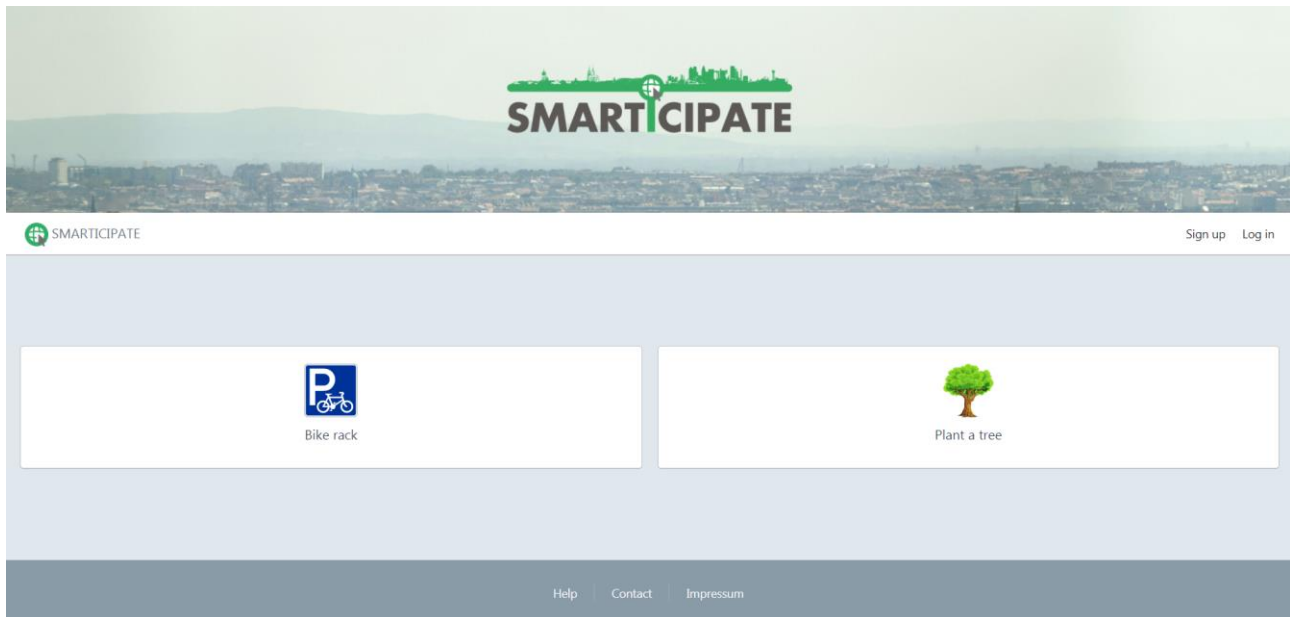 SMARTICIPATE
SMARTICIPATE
Sign up
Log in
P
Bike rack
Plant a tree
Help
Contact
Impressum